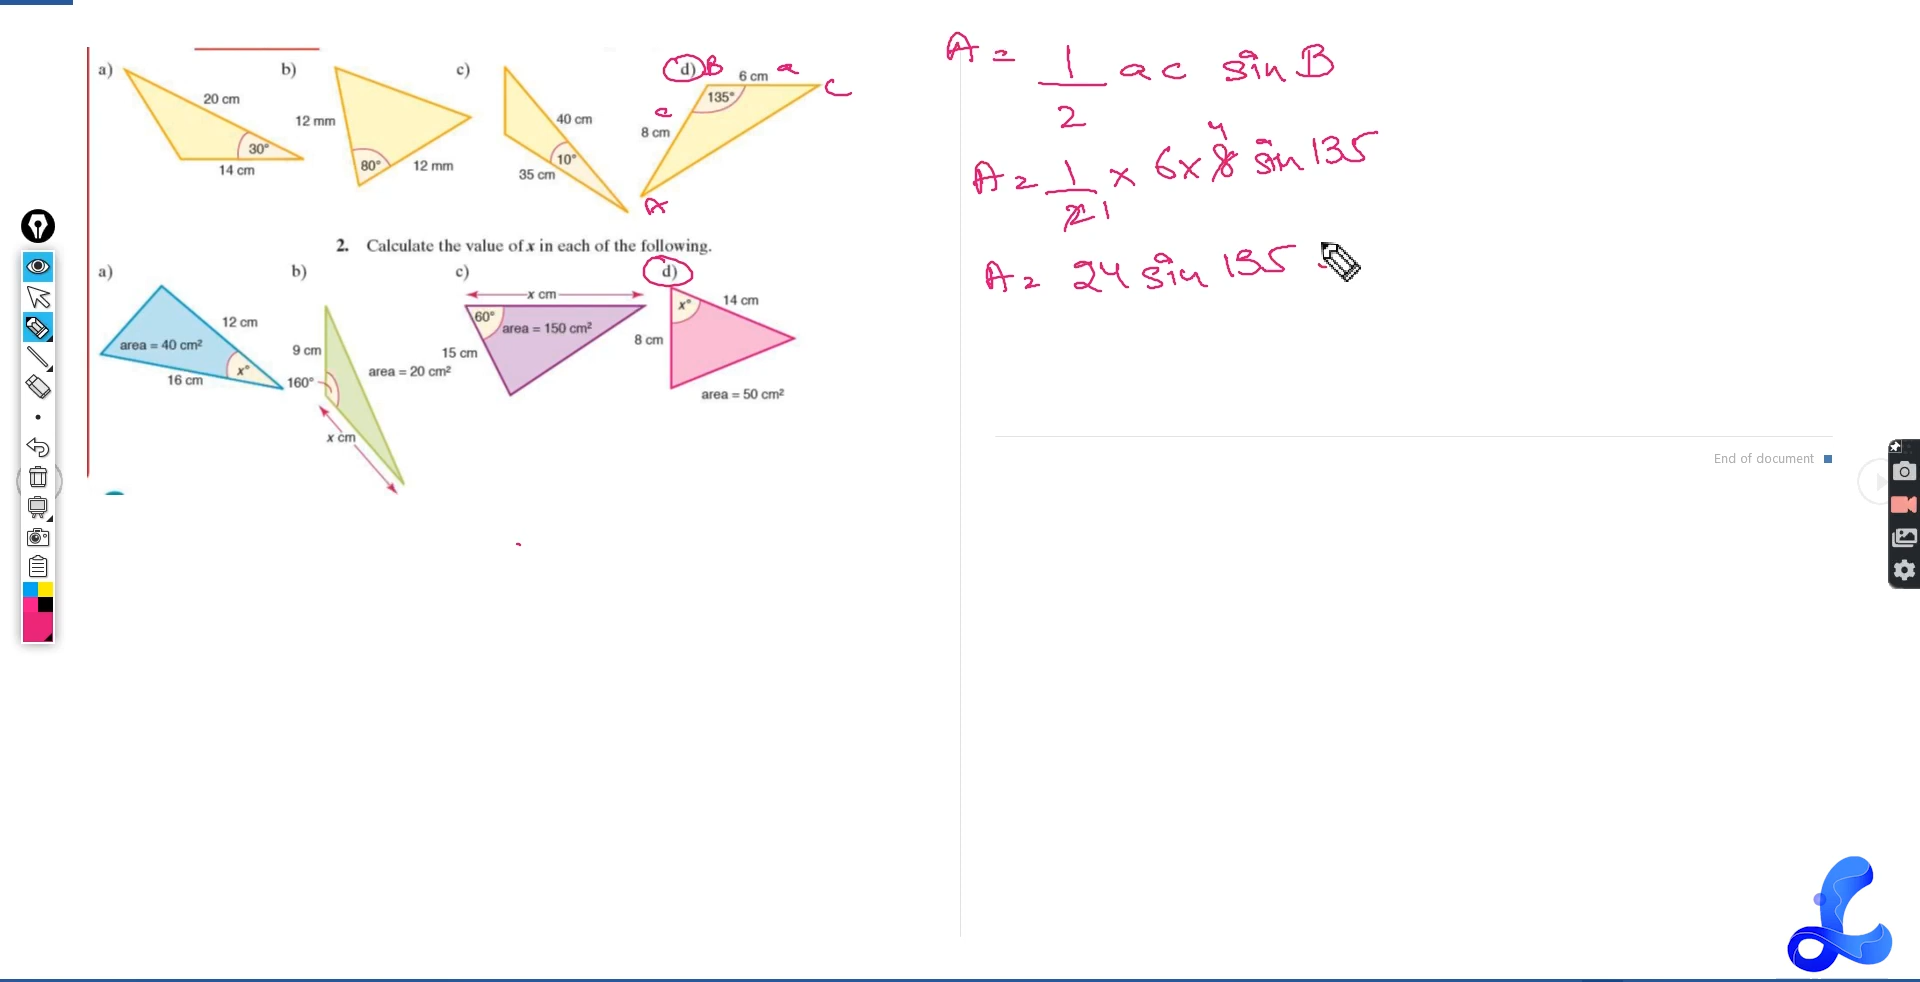 a)
20 cm
30°
14 cm
b)
12 mm
80°
12 mm
c)
40 cm
10°
35 cm
d) B
6 cm a
C
135°
c
8 cm
A
2. Calculate the value of x in each of the following.
a)
12 cm
area = 40 cm²
x°
16 cm
b)
9 cm
160°
area = 20 cm²
x cm
c)
x cm
60°
area = 150 cm²
15 cm
d)
x°
14 cm
8 cm
area = 50 cm²
A = 1/2 a c sin B
A = 1/2 1 x 6 x 8 4 sin 135
A = 24 sin 135
End of document